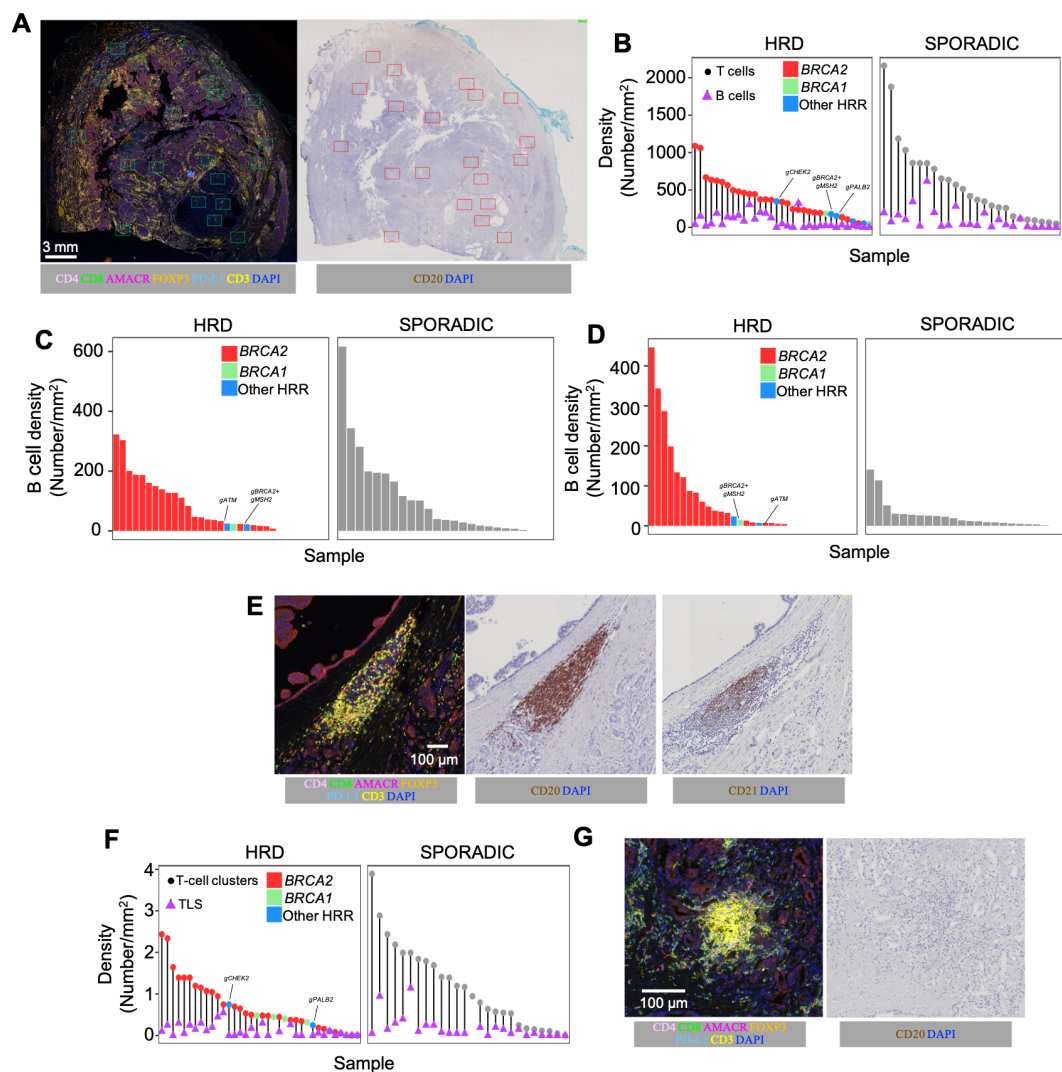 A
3 mm
CD4 CD8 AMACR FOXP3 PD-L1 CD3 DAPI
CD20 DAPI
B
HRD
SPORADIC
Density
(Number/mm²)
2000
1500
1000
500
0
T cells
B cells
BRCA2
BRCA1
Other HRR
gCHEK2
gBRCA2+
gMSH2
gPALB2
Sample
C
HRD
SPORADIC
B cell density
(Number/mm²)
600
400
200
0
BRCA2
BRCA1
Other HRR
gATM
gBRCA2+
gMSH2
Sample
D
HRD
SPORADIC
B cell density
(Number/mm²)
400
300
200
100
0
BRCA2
BRCA1
Other HRR
gBRCA2+
gMSH2
gATM
Sample
E
100 µm
CD4 CD8 AMACR FOXP3
PD-L1 CD3 DAPI
CD20 DAPI
CD21 DAPI
F
HRD
SPORADIC
Density
(Number/mm²)
4
3
2
1
0
T-cell clusters
TLS
BRCA2
BRCA1
Other HRR
gCHEK2
gPALB2
Sample
G
100 µm
CD4 CD8 AMACR FOXP3
PD-L1 CD3 DAPI
CD20 DAPI